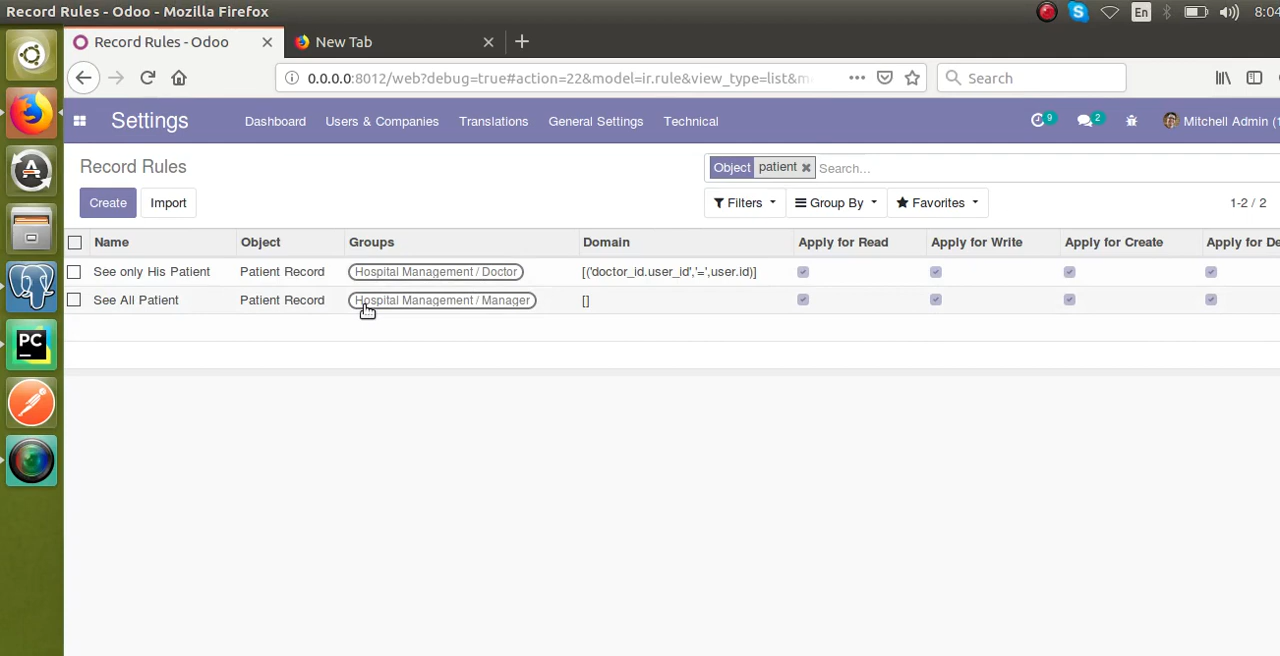 Record Rules - Odoo - Mozilla Firefox
En
8:04
Record Rules - Odoo
New Tab
0.0.0.0:8012/web?debug=true#action=22&model=ir.rule&view_type=list&m
Search
Settings
Dashboard
Users & Companies
Translations
General Settings
Technical
9
2
Mitchell Admin (1
Record Rules
Object patient
Search...
Create
Import
Filters
Group By
Favorites
1-2 / 2
Name Object Groups Domain Apply for Read Apply for Write Apply for Create Apply for De
See only His Patient Patient Record Hospital Management / Doctor [('doctor_id.user_id','=',user.id)]
See All Patient Patient Record Hospital Management / Manager []
PC